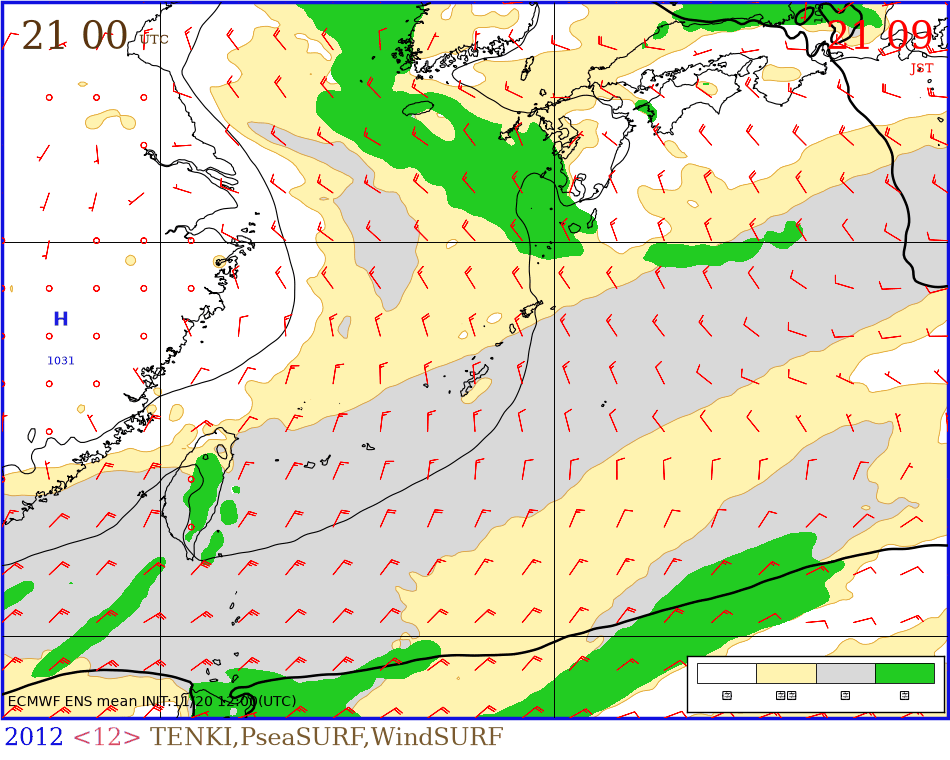 21 00 UTC 21 09 JST
H
1031
ECMWF ENS mean INIT:11/20 12:00(UTC)
2012 <12> TENKI,PseaSURF,WindSURF